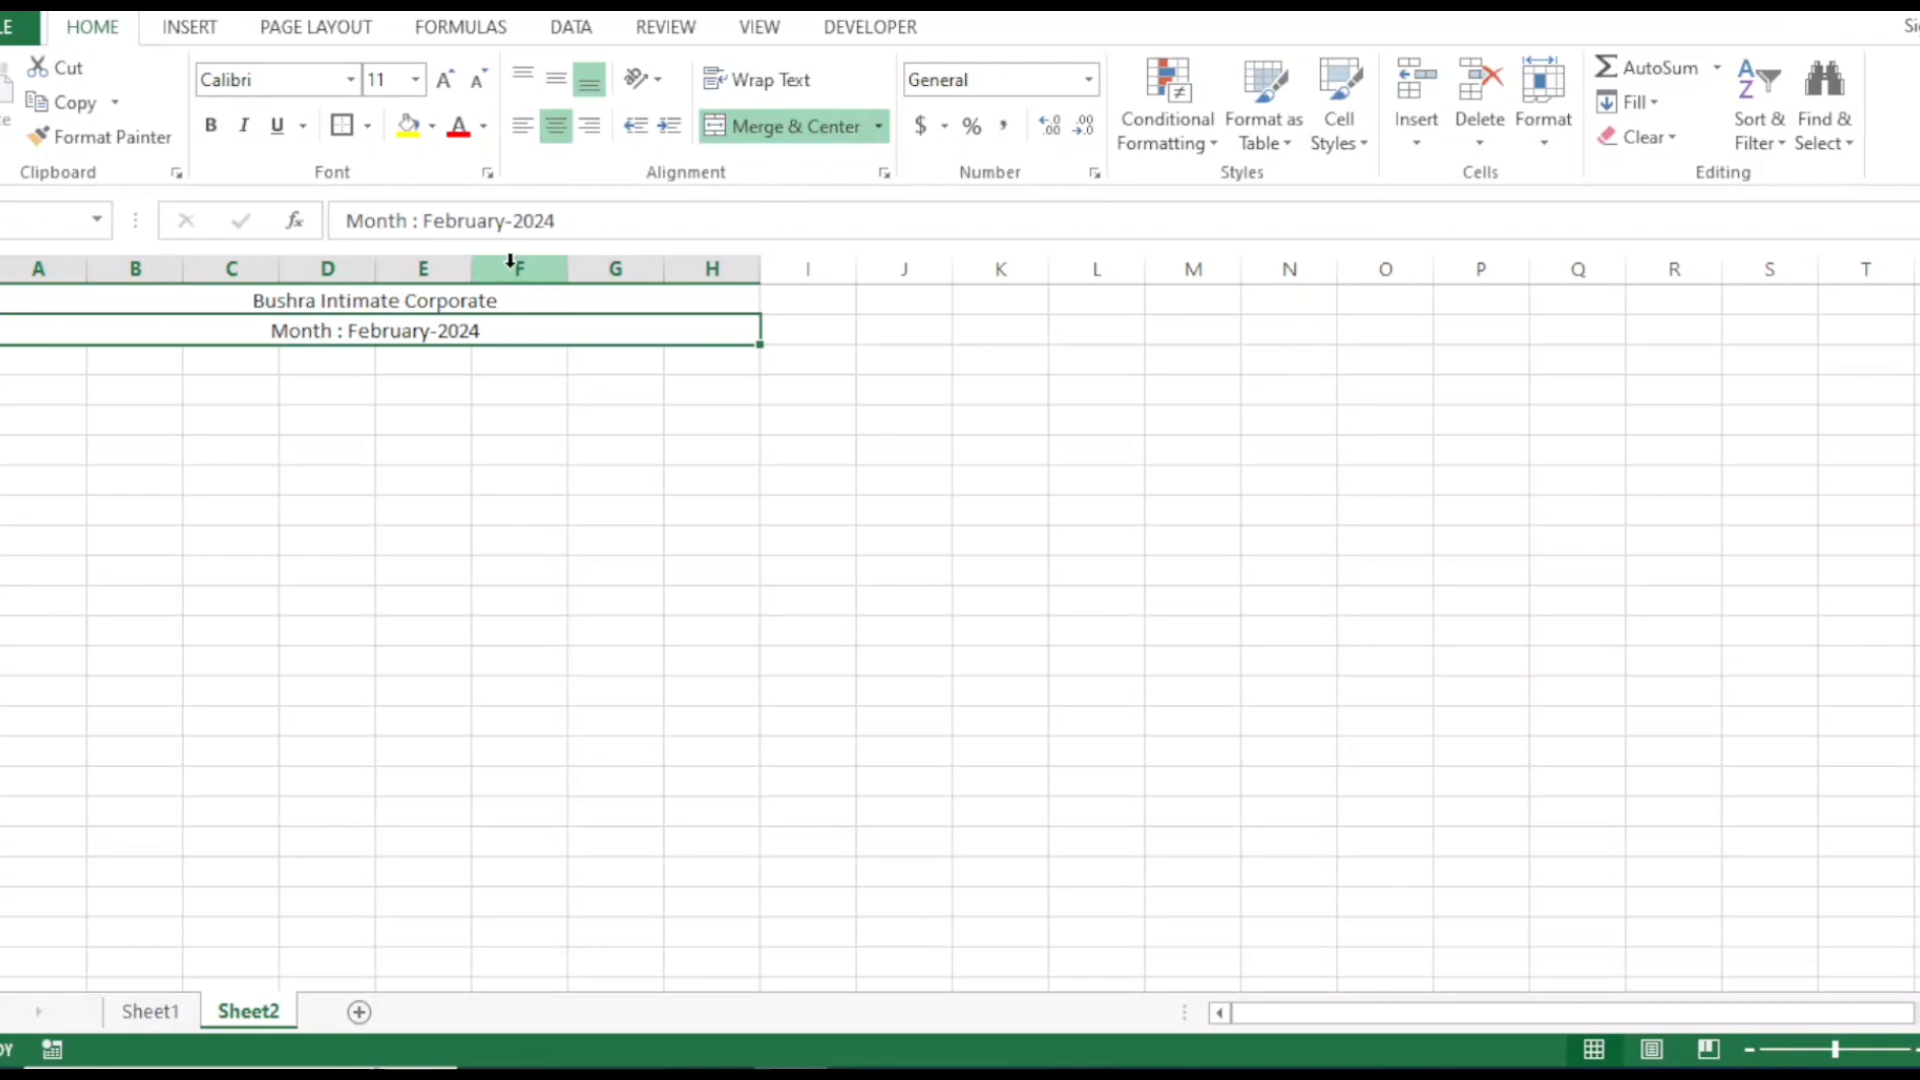 HOME INSERT PAGE LAYOUT FORMULAS DATA REVIEW VIEW DEVELOPER
Cut
Copy
Format Painter
Clipboard
Calibri 11
B I U A
Font
Wrap Text
Merge & Center
Alignment
General
$ % ,
Number
Conditional Formatting
Format as Table
Cell Styles
Styles
Insert
Delete
Format
Cells
AutoSum
Fill
Clear
Sort & Filter
Find & Select
Editing
fx Month : February-2024
A B C D E F G H I J K L M N O P Q R S T
Bushra Intimate Corporate
Month : February-2024
Sheet1 Sheet2